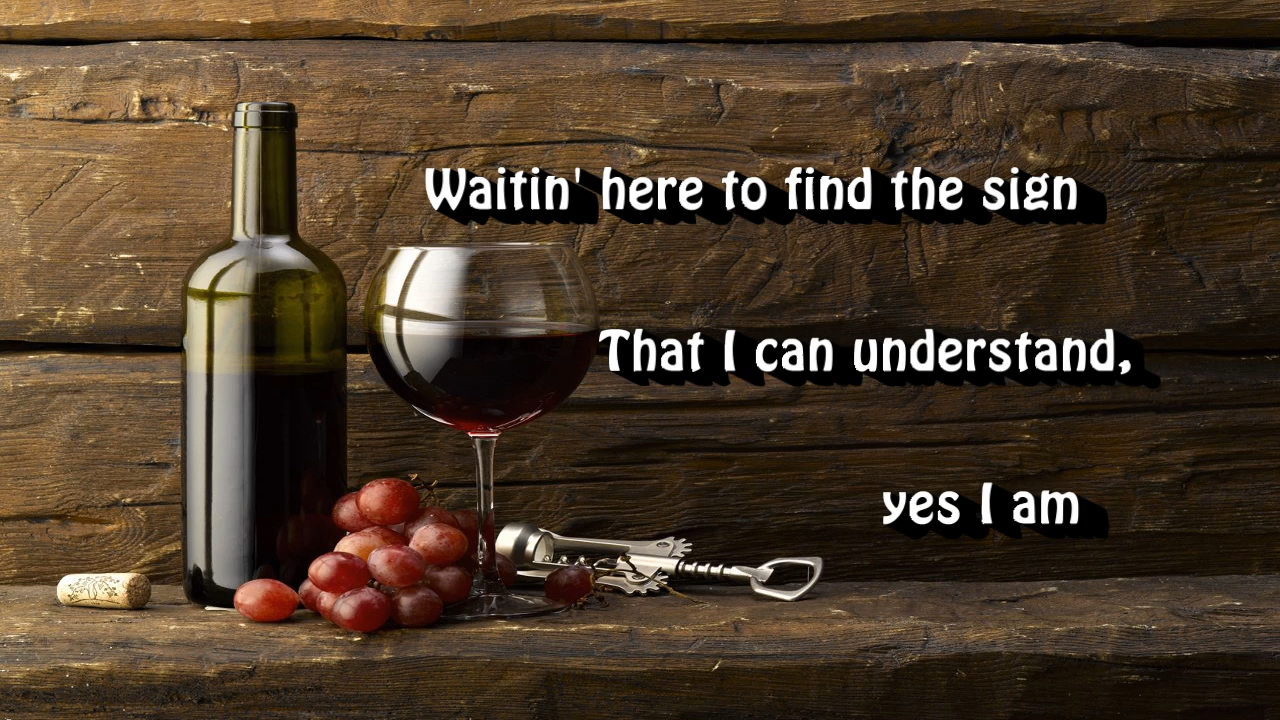 Waitin' here to find the sign
That I can understand,
yes I am